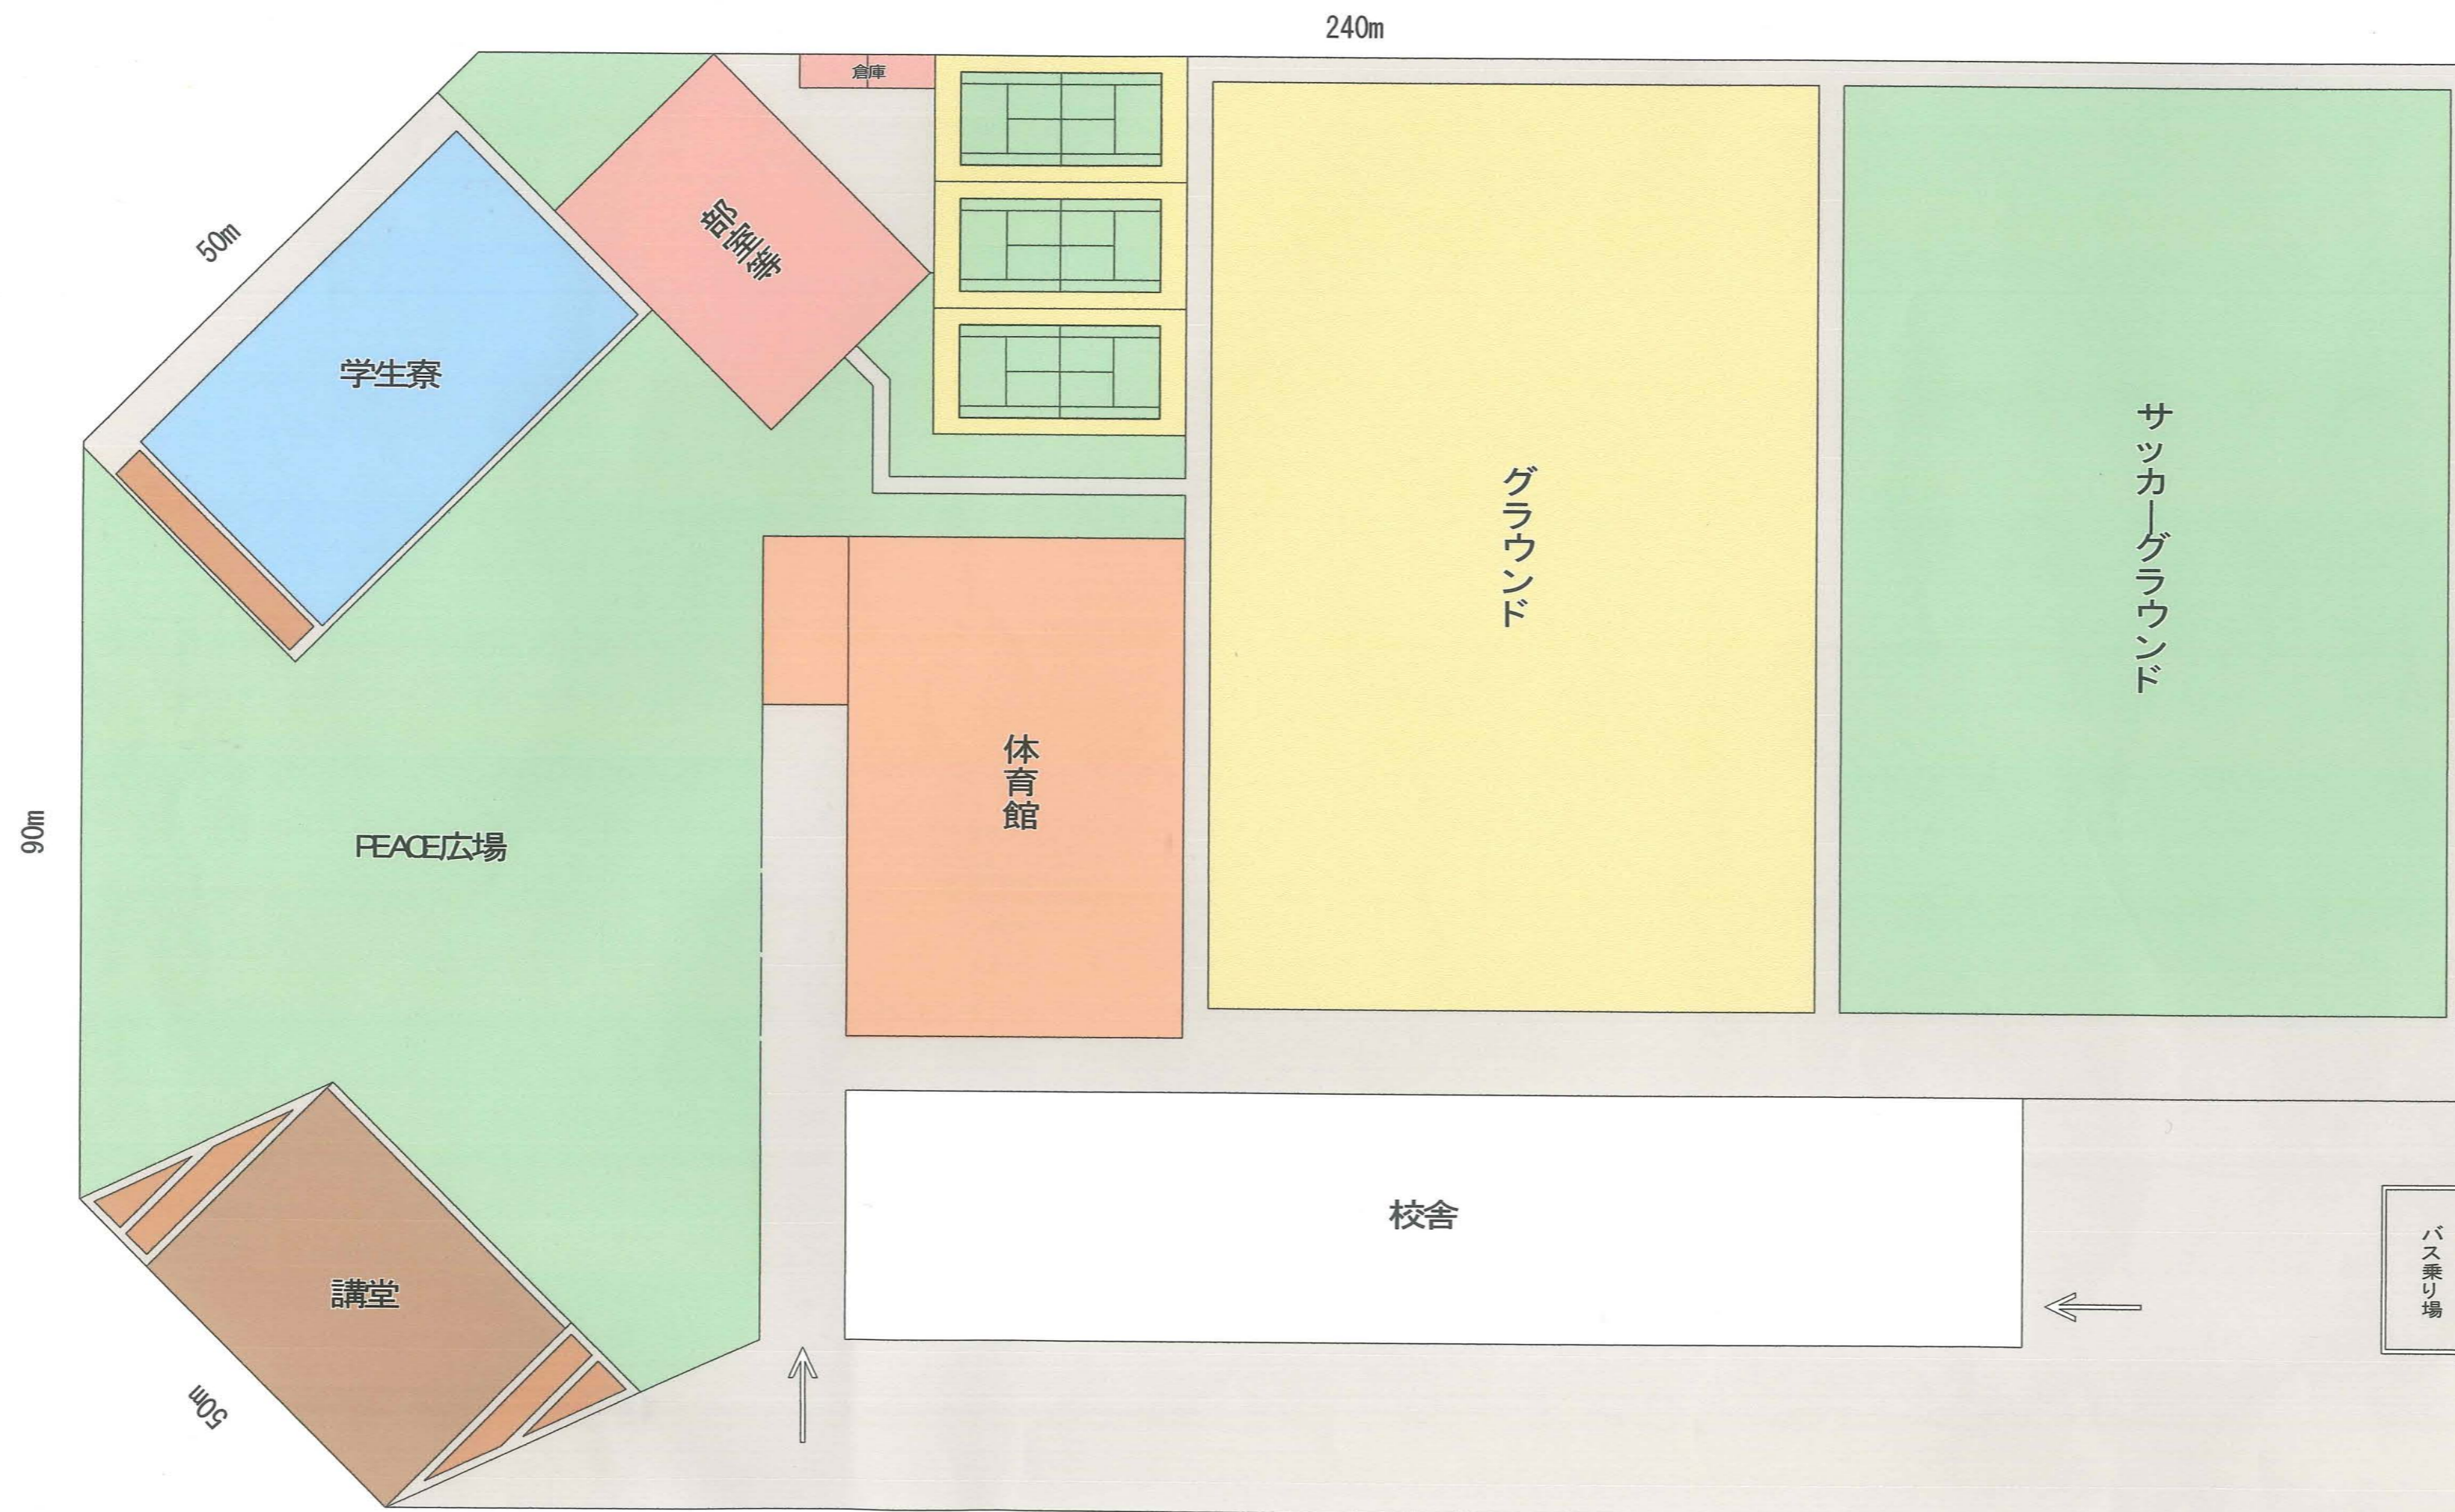 240m
倉庫
50m
部室等
学生寮
グラウンド
サッカーグラウンド
体育館
90m
PEACE広場
校舎
バス乗り場
講堂
50m